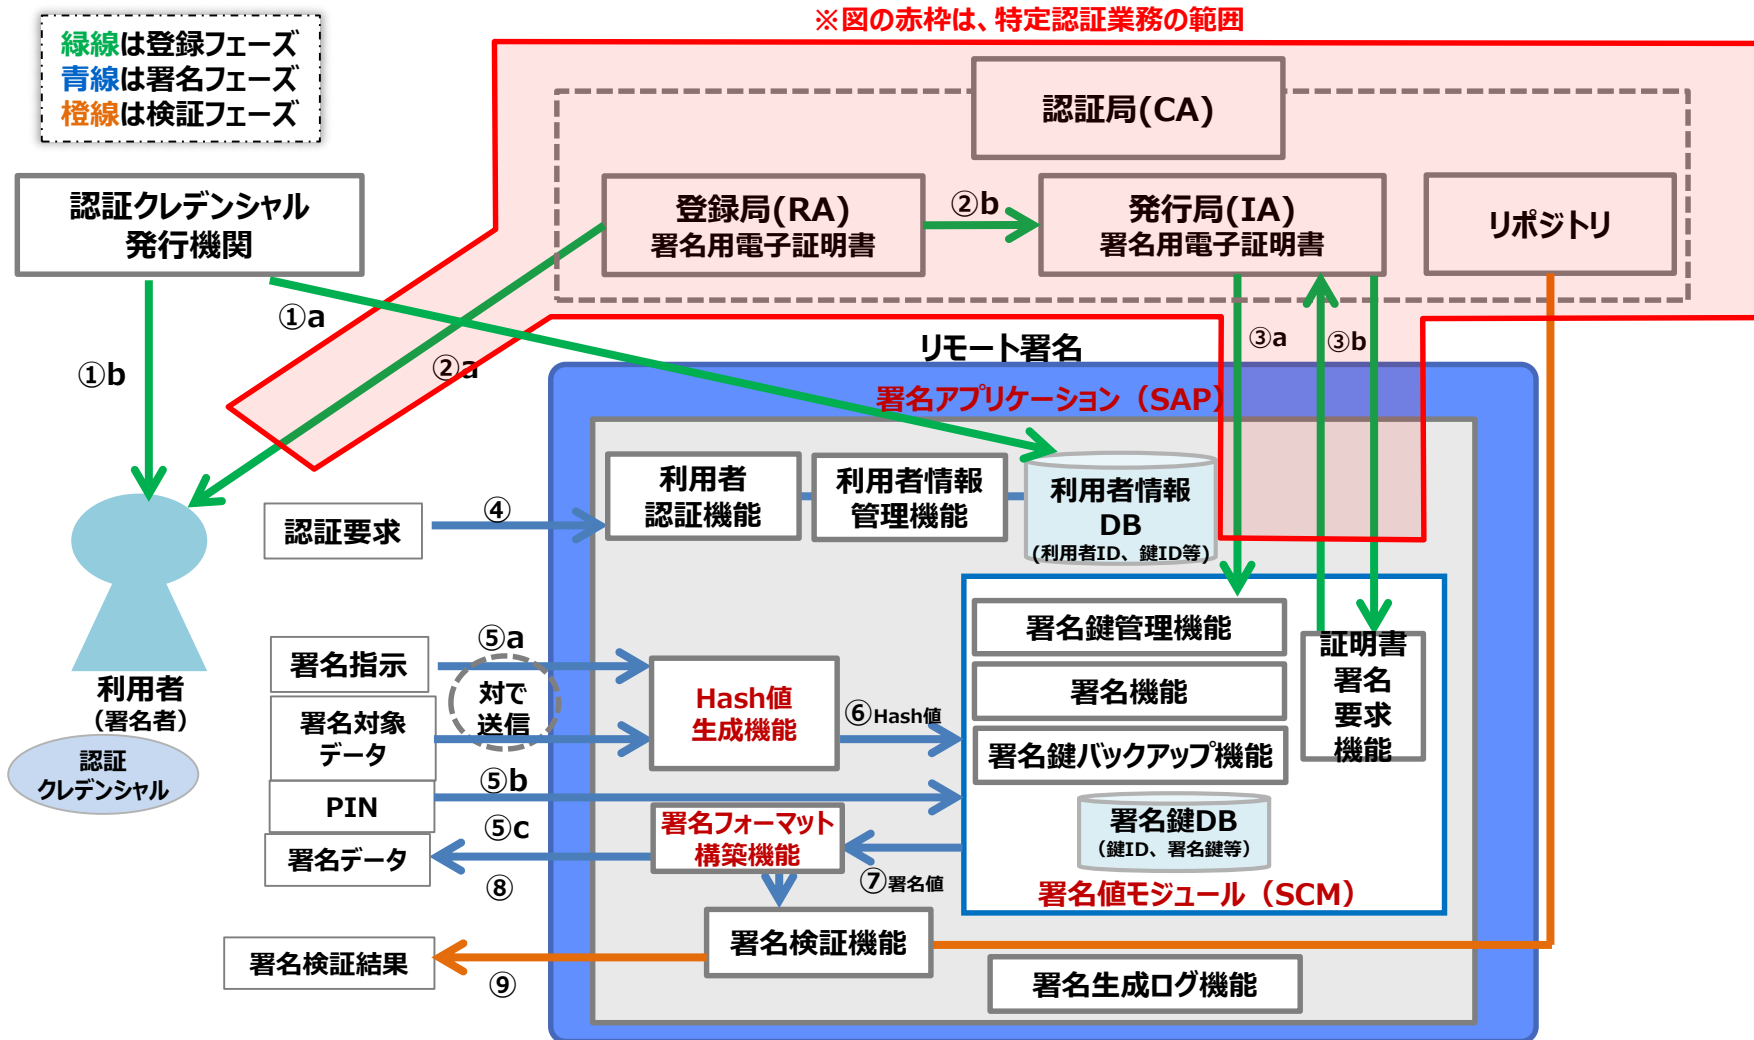 ※図の赤枠は、特定認証業務の範囲
緑線は登録フェーズ
青線は署名フェーズ
橙線は検証フェーズ
認証局(CA)
認証クレデンシャル
発行機関
登録局(RA)
署名用電子証明書
②b
発行局(IA)
署名用電子証明書
リポジトリ
①a
①b
②a
③a
③b
リモート署名
署名アプリケーション（SAP）
利用者
認証機能
利用者情報
管理機能
利用者情報
DB
(利用者ID、鍵ID等)
認証要求
④
利用者
（署名者）
認証
クレデンシャル
署名指示
⑤a
対で
送信
署名対象
データ
⑤b
PIN
⑤c
署名データ
⑧
署名検証結果
⑨
Hash値
生成機能
⑥Hash値
署名フォーマット
構築機能
⑦署名値
署名検証機能
署名鍵管理機能
署名機能
署名鍵バックアップ機能
証明書
署名
要求
機能
署名鍵DB
（鍵ID、署名鍵等）
署名値モジュール（SCM）
署名生成ログ機能